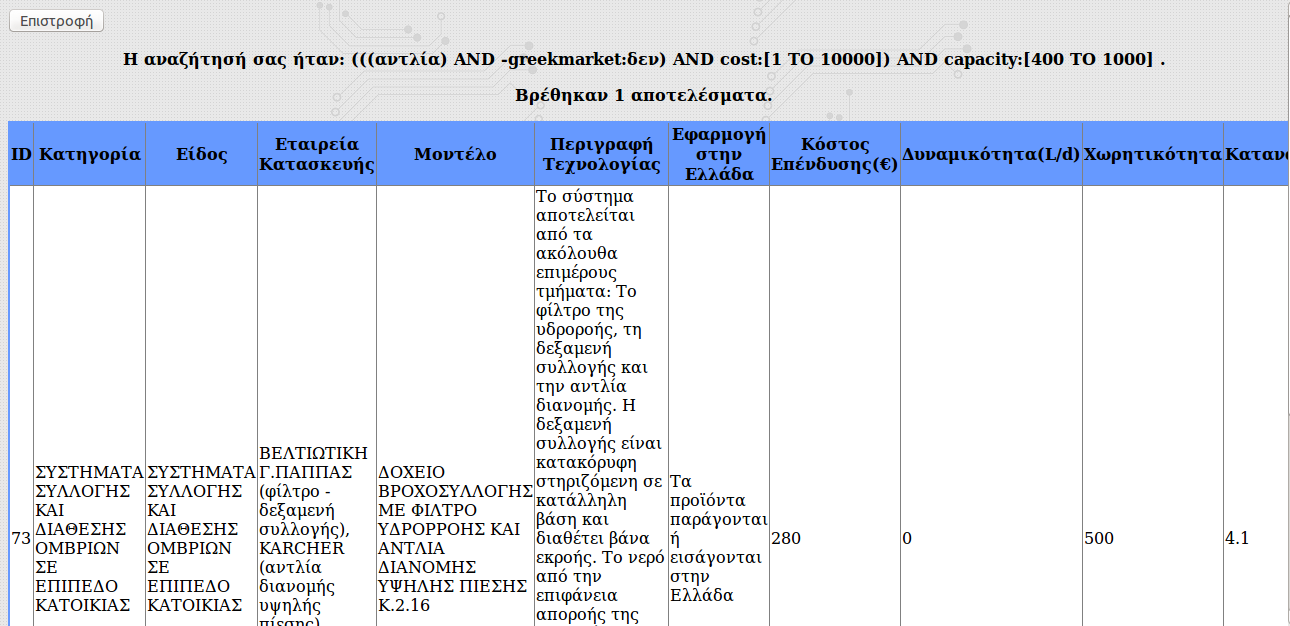 Επιστροφή
Η αναζήτησή σας ήταν: (((αντλία) AND -greekmarket:δεν) AND cost:[1 TO 10000]) AND capacity:[400 TO 1000] .
Βρέθηκαν 1 αποτελέσματα.
ID
Κατηγορία
Είδος
Εταιρεία
Κατασκευής
Μοντέλο
Περιγραφή
Τεχνολογίας
Εφαρμογή
στην
Ελλάδα
Κόστος
Επένδυσης(€)
Δυναμικότητα(L/d)
Χωρητικότητα
73
ΣΥΣΤΗΜΑΤΑ
ΣΥΛΛΟΓΗΣ
ΚΑΙ
ΔΙΑΘΕΣΗΣ
ΟΜΒΡΙΩΝ
ΣΕ
ΕΠΙΠΕΔΟ
ΚΑΤΟΙΚΙΑΣ
ΣΥΣΤΗΜΑΤΑ
ΣΥΛΛΟΓΗΣ
ΚΑΙ
ΔΙΑΘΕΣΗΣ
ΟΜΒΡΙΩΝ
ΣΕ
ΕΠΙΠΕΔΟ
ΚΑΤΟΙΚΙΑΣ
ΒΕΛΤΙΩΤΙΚΗ
Γ.ΠΑΠΠΑΣ
(φίλτρο -
δεξαμενή
συλλογής),
KARCHER
(αντλία
διανομής
υψηλής
πίεσης)
ΔΟΧΕΙΟ
ΒΡΟΧΟΣΥΛΛΟΓΗΣ
ΜΕ ΦΙΛΤΡΟ
ΥΔΡΟΡΡΟΗΣ ΚΑΙ
ΑΝΤΛΙΑ
ΔΙΑΝΟΜΗΣ
ΥΨΗΛΗΣ ΠΙΕΣΗΣ
Κ.2.16
Το σύστημα
αποτελείται
από τα
ακόλουθα
επιμέρους
τμήματα: Το
φίλτρο της
υδροροής, τη
δεξαμενή
συλλογής και
την αντλία
διανομής. Η
δεξαμενή
συλλογής είναι
κατακόρυφη
στηριζόμενη σε
κατάλληλη
βάση και
διαθέτει βάνα
εκροής. Το νερό
από την
επιφάνεια
αποροής της
Τα
προϊόντα
παράγονται
ή
εισάγονται
στην
Ελλάδα
280
0
500
4.1